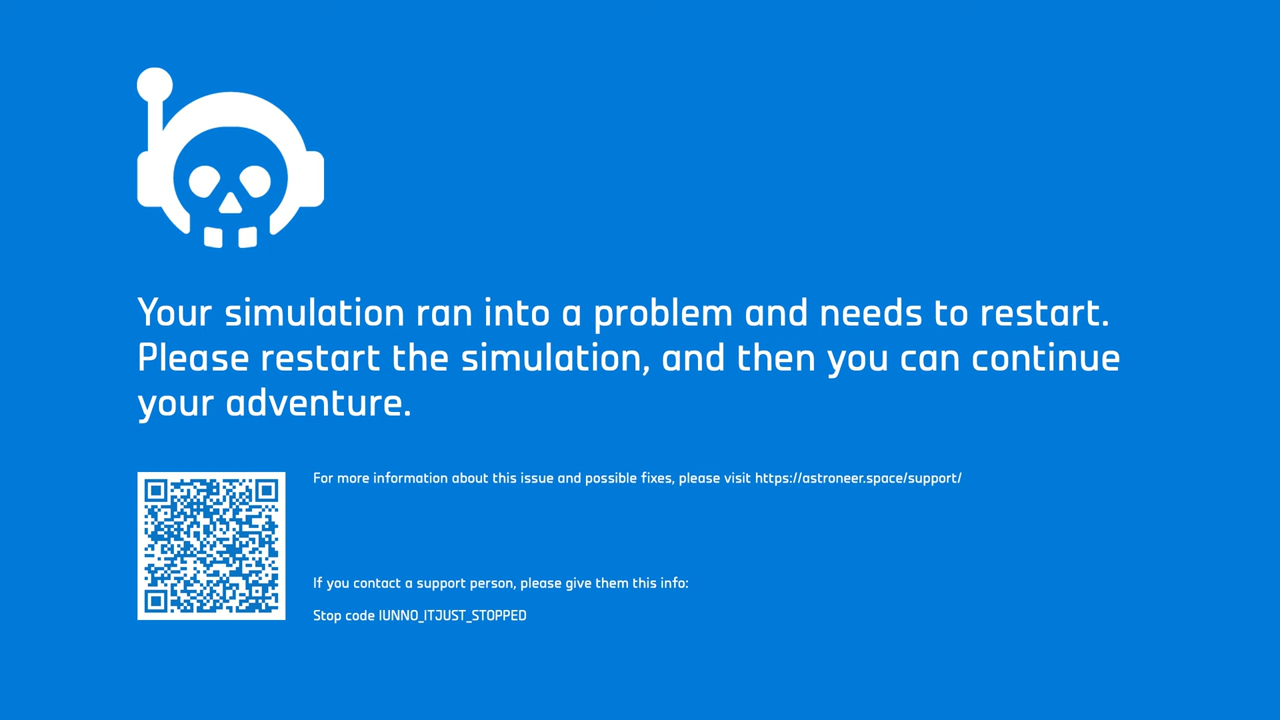 Your simulation ran into a problem and needs to restart.
Please restart the simulation, and then you can continue
your adventure.
For more information about this issue and possible fixes, please visit https://astroneer.space/support/
If you contact a support person, please give them this info:
Stop code IUNNO_ITJUST_STOPPED